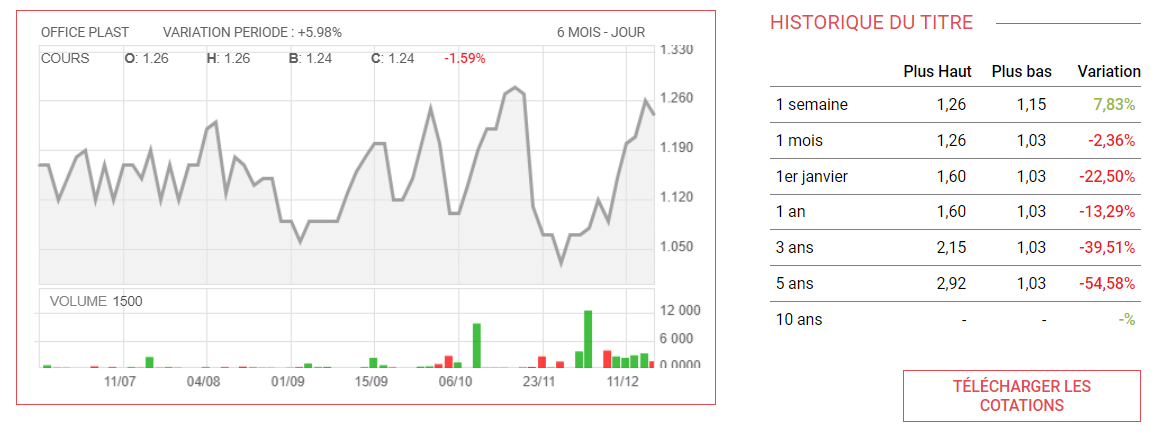 OFFICE PLAST VARIATION PERIODE : +5.98% 6 MOIS - JOUR
COURS O: 1.26 H: 1.26 B: 1.24 C: 1.24 -1.59%
1.330
1.260
1.190
1.120
1.050
VOLUME 1500
12 000
6 000
0.0000
11/07 04/08 01/09 15/09 06/10 23/11 11/12
HISTORIQUE DU TITRE
Plus Haut Plus bas Variation
1 semaine 1,26 1,15 7,83%
1 mois 1,26 1,03 -2,36%
1er janvier 1,60 1,03 -22,50%
1 an 1,60 1,03 -13,29%
3 ans 2,15 1,03 -39,51%
5 ans 2,92 1,03 -54,58%
10 ans - - -%
TÉLÉCHARGER LES
COTATIONS